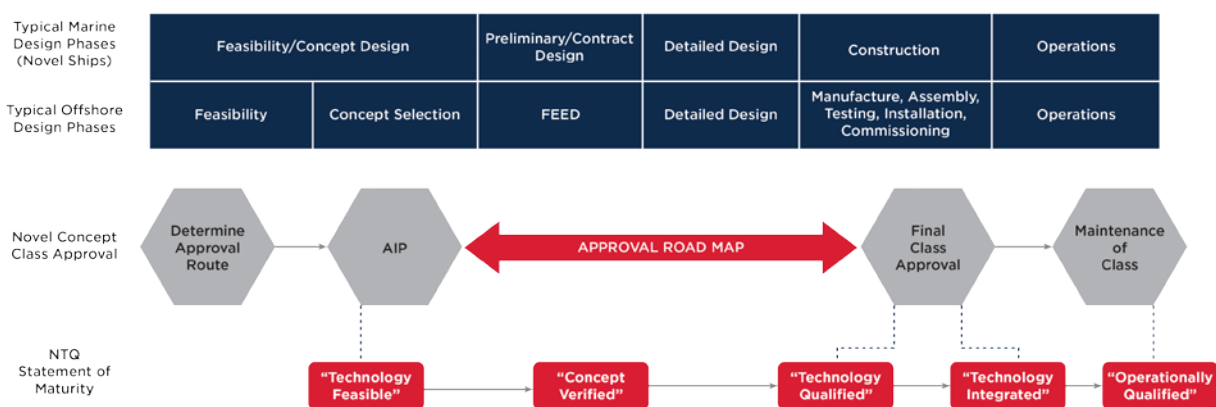 Typical Marine
Design Phases
(Novel Ships)
Feasibility/Concept Design
Preliminary/Contract
Design
Detailed Design
Construction
Operations
Typical Offshore
Design Phases
Feasibility
Concept Selection
FEED
Detailed Design
Manufacture, Assembly,
Testing, Installation,
Commissioning
Operations
Novel Concept
Class Approval
Determine
Approval
Route
AIP
APPROVAL ROAD MAP
Final
Class
Approval
Maintenance
of
Class
NTQ
Statement of
Maturity
“Technology
Feasible”
“Concept
Verified”
“Technology
Qualified”
“Technology
Integrated”
“Operationally
Qualified”